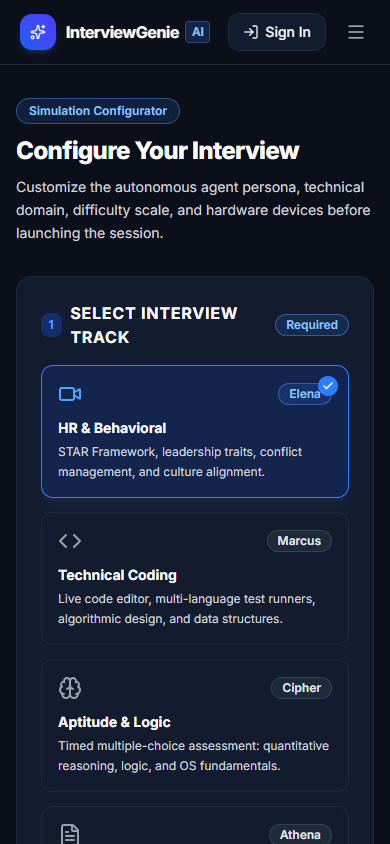 InterviewGenie AI
Sign In
Simulation Configurator
Configure Your Interview
Customize the autonomous agent persona, technical
domain, difficulty scale, and hardware devices before
launching the session.
1 SELECT INTERVIEW
TRACK
Required
Elena
HR & Behavioral
STAR Framework, leadership traits, conflict
management, and culture alignment.
Marcus
Technical Coding
Live code editor, multi-language test runners,
algorithmic design, and data structures.
Cipher
Aptitude & Logic
Timed multiple-choice assessment: quantitative
reasoning, logic, and OS fundamentals.
Athena